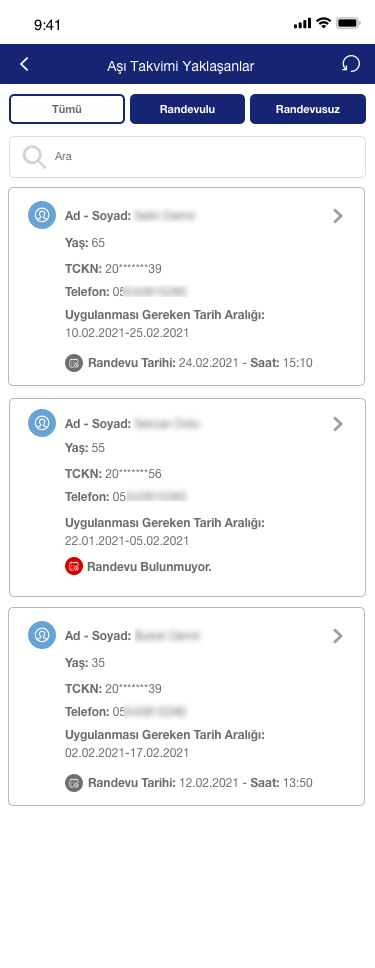 9:41
Aşı Takvimi Yaklaşanlar
Tümü Randevulu Randevusuz
Ara
Ad - Soyad:
Yaş: 65
TCKN: 20*******39
Telefon: 05
Uygulanması Gereken Tarih Aralığı:
10.02.2021-25.02.2021
Randevu Tarihi: 24.02.2021 - Saat: 15:10
Ad - Soyad:
Yaş: 55
TCKN: 20*******56
Telefon: 05
Uygulanması Gereken Tarih Aralığı:
22.01.2021-05.02.2021
Randevu Bulunmuyor.
Ad - Soyad:
Yaş: 35
TCKN: 20*******39
Telefon: 05
Uygulanması Gereken Tarih Aralığı:
02.02.2021-17.02.2021
Randevu Tarihi: 12.02.2021 - Saat: 13:50